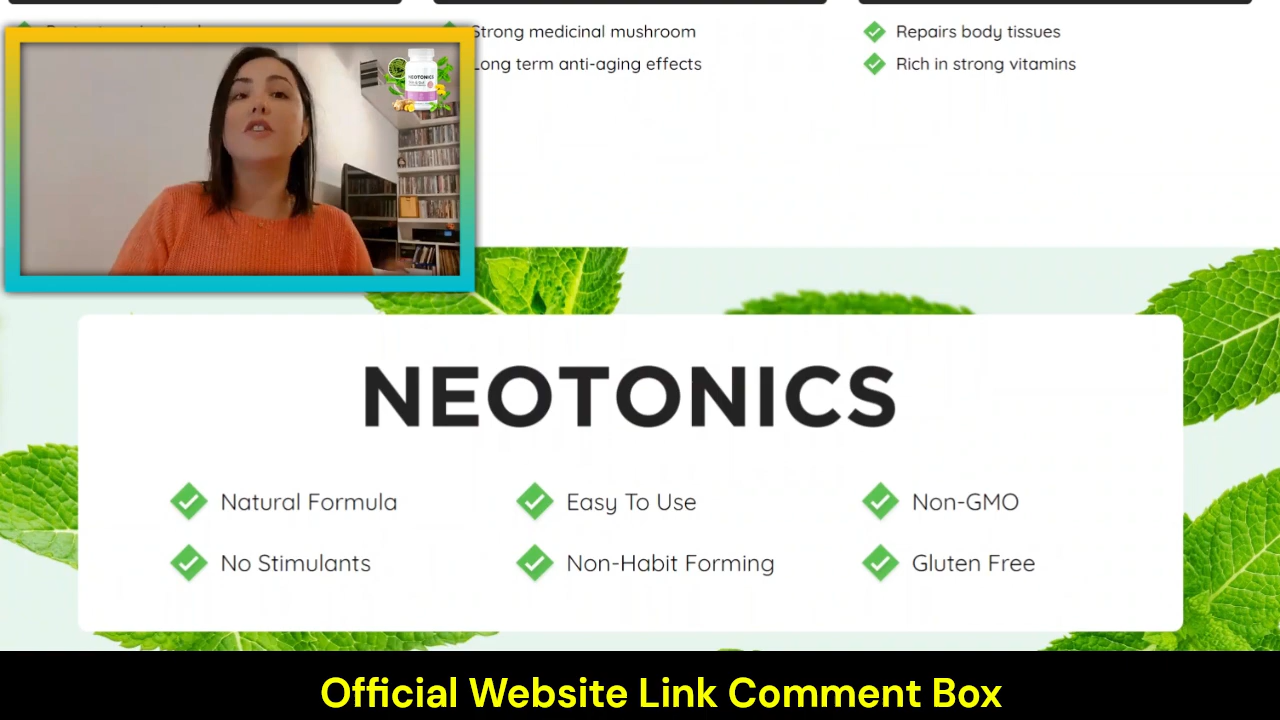 Strong medicinal mushroom
Long term anti-aging effects
Repairs body tissues
Rich in strong vitamins
NEOTONICS
NEOTONICS
Natural Formula
Easy To Use
Non-GMO
No Stimulants
Non-Habit Forming
Gluten Free
Official Website Link Comment Box